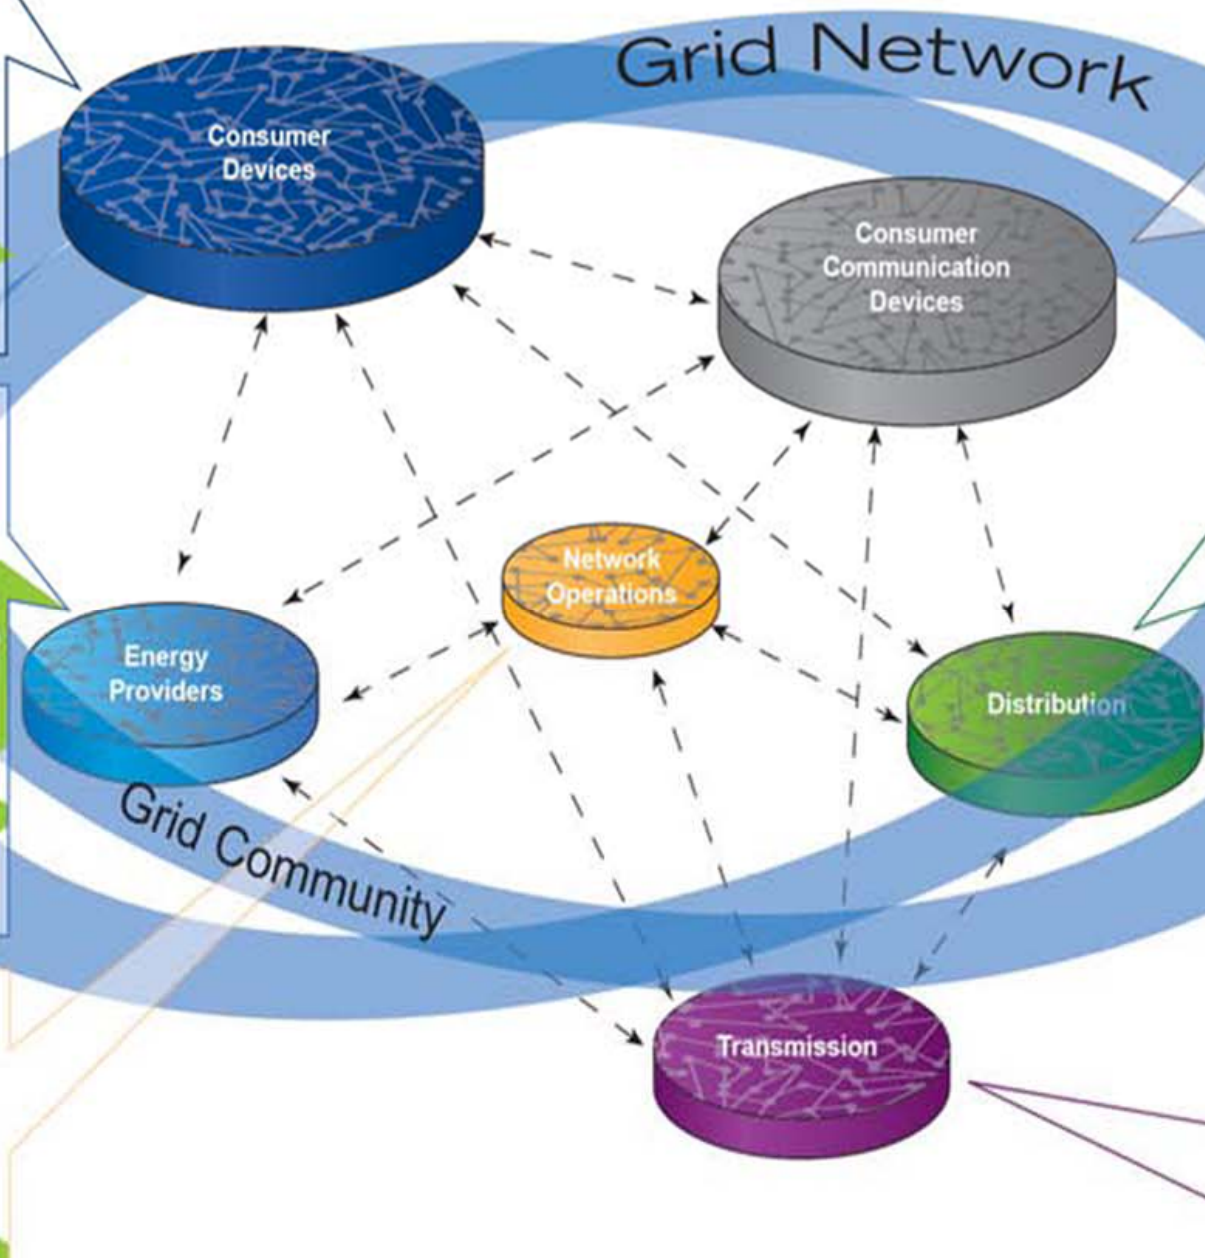 Grid Network
Consumer
Devices
Consumer
Communication
Devices
Network
Operations
Energy
Providers
Distribution
Grid Community
Transmission